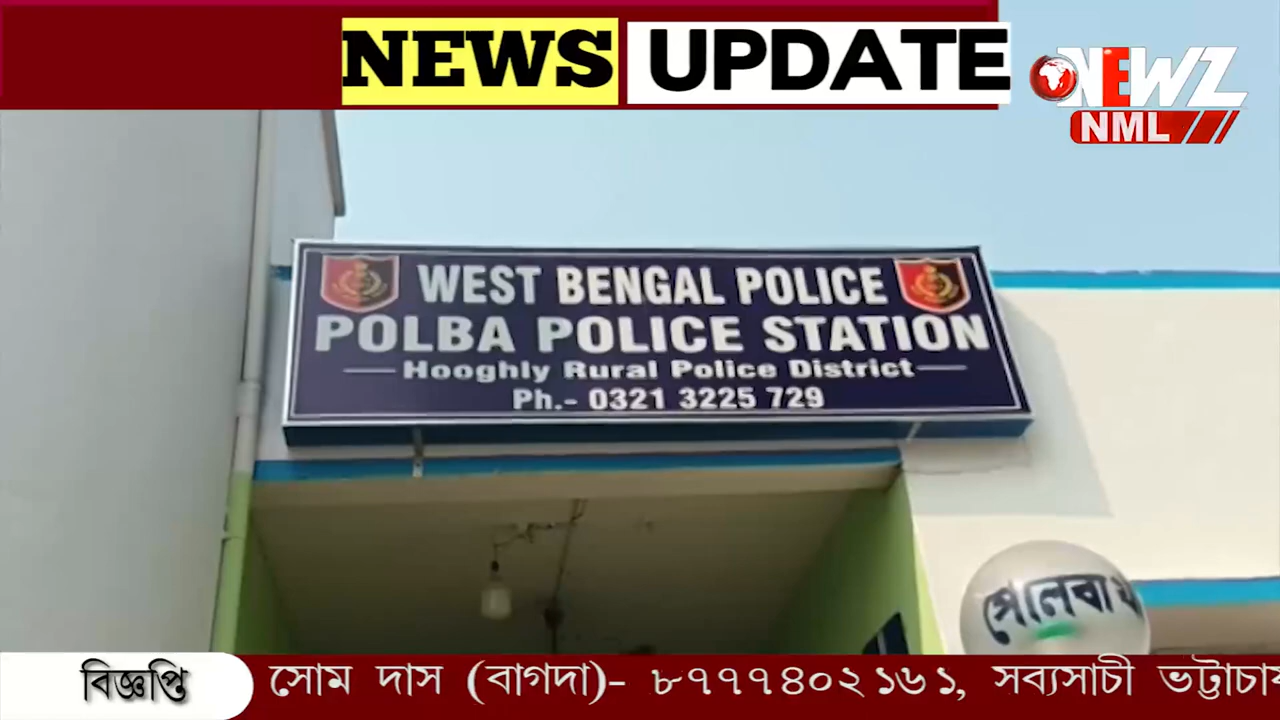 NEWS UPDATE
NEWZ
NML
WEST BENGAL POLICE
POLBA POLICE STATION
Hooghly Rural Police District
Ph.- 0321 3225 729
বিজ্ঞপ্তি
সোম দাস (বাগদা)- ৮৭৭৭৪০২১৬১, সব্যসাচী